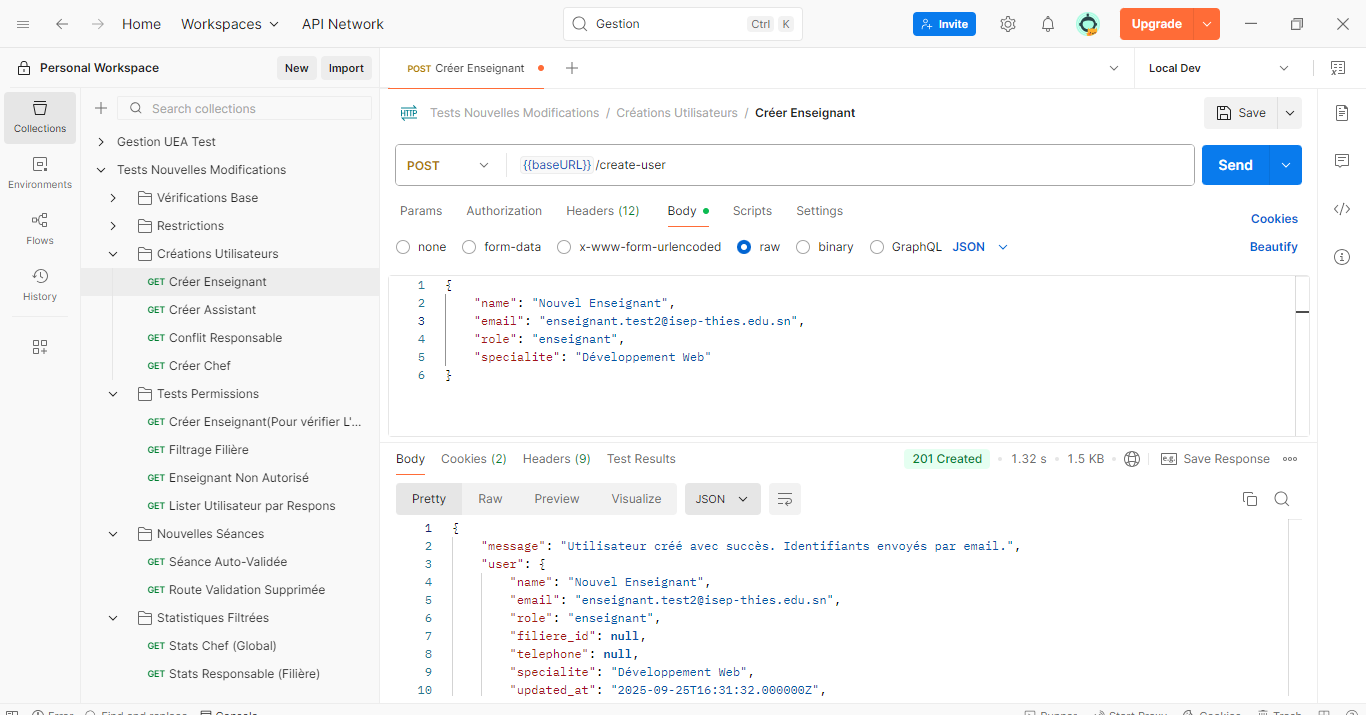 Home Workspaces API Network Gestion Ctrl K Invite Upgrade
Personal Workspace New Import POST Créer Enseignant Local Dev
Search collections
Collections
Environments
Flows
History
Gestion UEA Test
Tests Nouvelles Modifications
Vérifications Base
Restrictions
Créations Utilisateurs
GET Créer Enseignant
GET Créer Assistant
GET Conflit Responsable
GET Créer Chef
Tests Permissions
GET Créer Enseignant(Pour vérifier L'...
GET Filtrage Filière
GET Enseignant Non Autorisé
GET Lister Utilisateur par Respons
Nouvelles Séances
GET Séance Auto-Validée
GET Route Validation Supprimée
Statistiques Filtrées
GET Stats Chef (Global)
GET Stats Responsable (Filière)
HTTP Tests Nouvelles Modifications / Créations Utilisateurs / Créer Enseignant Save
POST {{baseURL}} /create-user Send
Params Authorization Headers (12) Body Scripts Settings Cookies
none form-data x-www-form-urlencoded raw binary GraphQL JSON Beautify
1 {
2 "name": "Nouvel Enseignant",
3 "email": "enseignant.test2@isep-thies.edu.sn",
4 "role": "enseignant",
5 "specialite": "Développement Web"
6 }
Body Cookies (2) Headers (9) Test Results 201 Created 1.32 s 1.5 KB e.g. Save Response
Pretty Raw Preview Visualize JSON
1 {
2 "message": "Utilisateur créé avec succès. Identifiants envoyés par email.",
3 "user": {
4 "name": "Nouvel Enseignant",
5 "email": "enseignant.test2@isep-thies.edu.sn",
6 "role": "enseignant",
7 "filiere_id": null,
8 "telephone": null,
9 "specialite": "Développement Web",
10 "updated_at": "2025-09-25T16:31:32.000000Z",
Error Find and replace Console Runner Start Proxy Cookies Trash